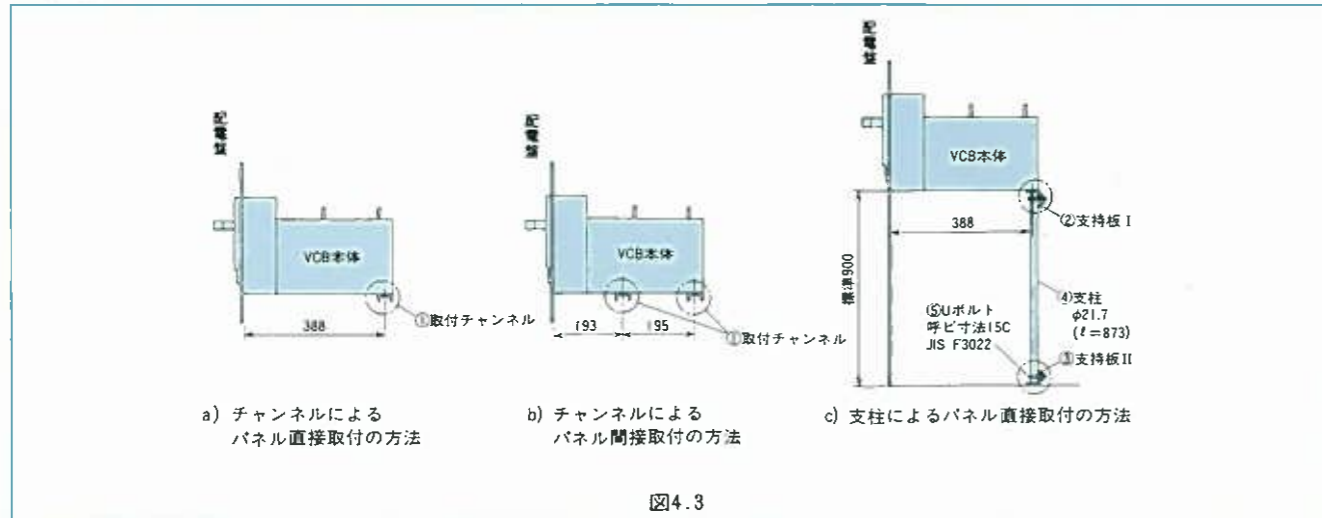 配電盤
VCB本体
388
①取付チャンネル
a) チャンネルによる
パネル直接取付の方法
配電盤
VCB本体
193
195
①取付チャンネル
b) チャンネルによる
パネル間接取付の方法
配電盤
VCB本体
②支持板 I
388
標準900
④支柱
φ21.7
(ℓ=873)
⑤Uボルト
呼ビ寸法15C
JIS F3022
③支持板II
c) 支柱によるパネル直接取付の方法
図4.3